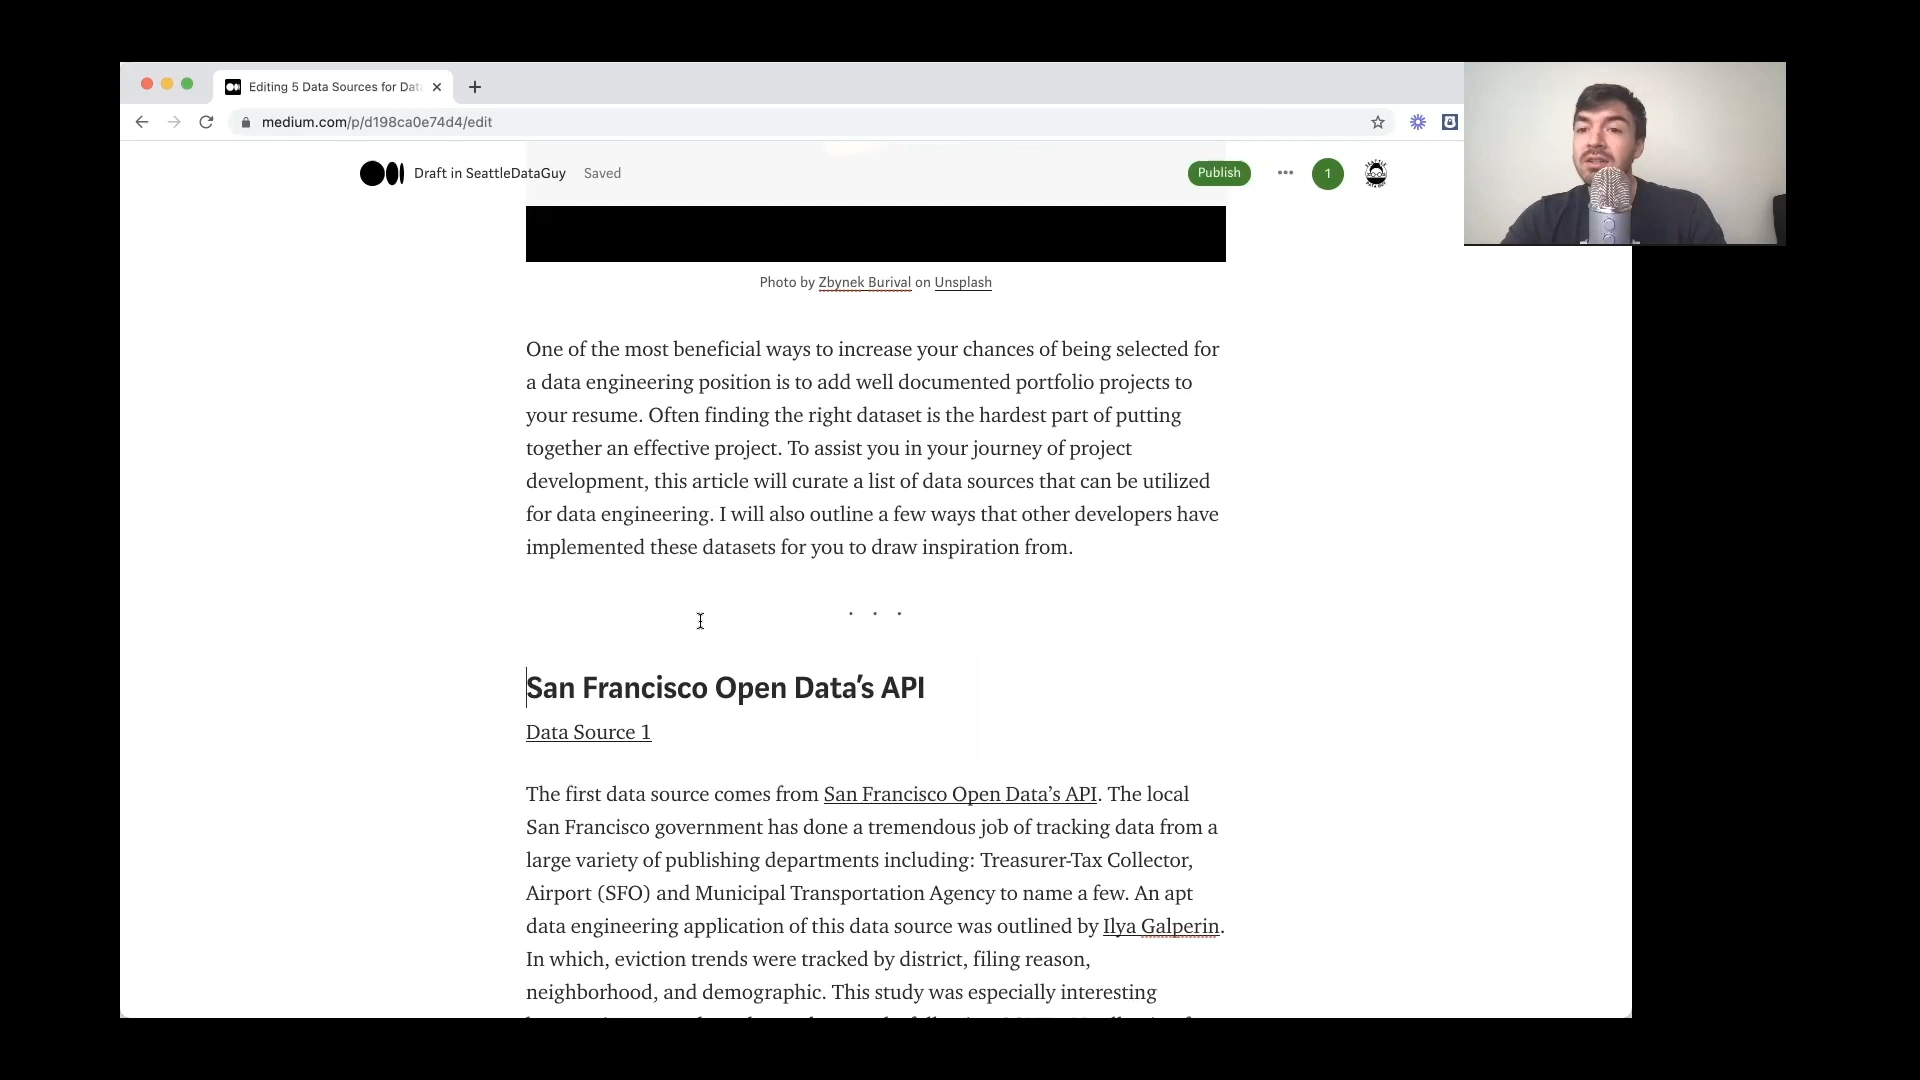 Editing 5 Data Sources for Data
medium.com/p/d198ca0e74d4/edit
Draft in SeattleDataGuy Saved Publish 1
Photo by Zbynek Burival on Unsplash
One of the most beneficial ways to increase your chances of being selected for
a data engineering position is to add well documented portfolio projects to
your resume. Often finding the right dataset is the hardest part of putting
together an effective project. To assist you in your journey of project
development, this article will curate a list of data sources that can be utilized
for data engineering. I will also outline a few ways that other developers have
implemented these datasets for you to draw inspiration from.
San Francisco Open Data’s API
Data Source 1
The first data source comes from San Francisco Open Data’s API. The local
San Francisco government has done a tremendous job of tracking data from a
large variety of publishing departments including: Treasurer-Tax Collector,
Airport (SFO) and Municipal Transportation Agency to name a few. An apt
data engineering application of this data source was outlined by Ilya Galperin.
In which, eviction trends were tracked by district, filing reason,
neighborhood, and demographic. This study was especially interesting